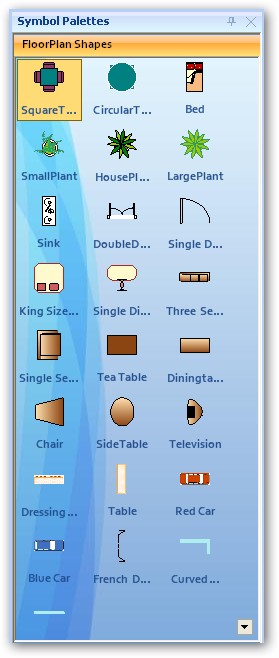 Symbol Palettes
FloorPlan Shapes
SquareT... CircularT... Bed
SmallPlant HousePl... LargePlant
Sink DoubleD... Single D...
King Size... Single Di... Three Se...
Single Se... Tea Table Diningta...
Chair SideTable Television
Dressing ... Table Red Car
Blue Car French D... Curved ...